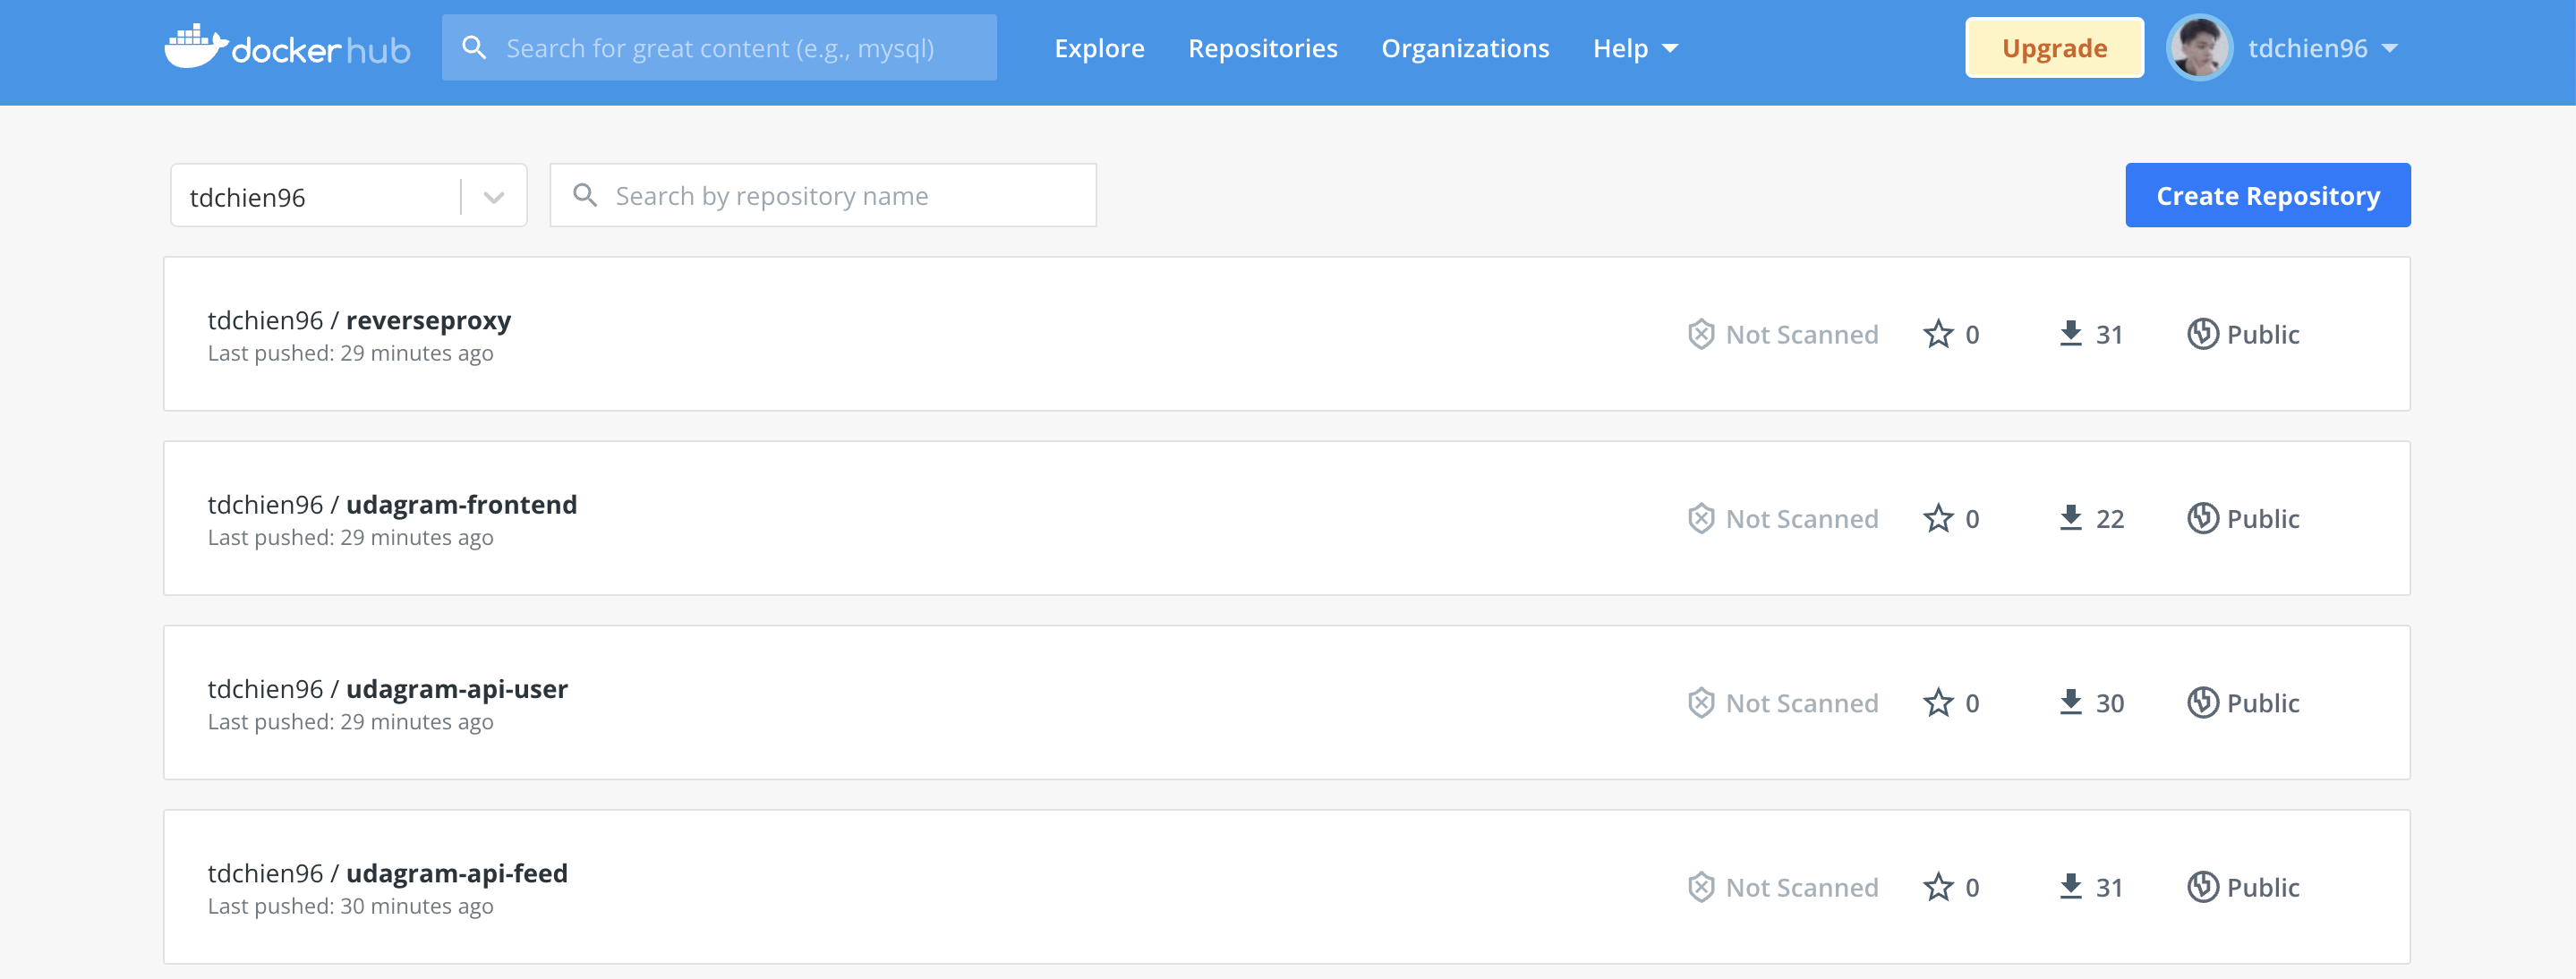 dockerhub Search for great content (e.g., mysql) Explore Repositories Organizations Help Upgrade tdchien96
tdchien96 Search by repository name Create Repository
tdchien96 / reverseproxy
Last pushed: 29 minutes ago
Not Scanned 0 31 Public
tdchien96 / udagram-frontend
Last pushed: 29 minutes ago
Not Scanned 0 22 Public
tdchien96 / udagram-api-user
Last pushed: 29 minutes ago
Not Scanned 0 30 Public
tdchien96 / udagram-api-feed
Last pushed: 30 minutes ago
Not Scanned 0 31 Public